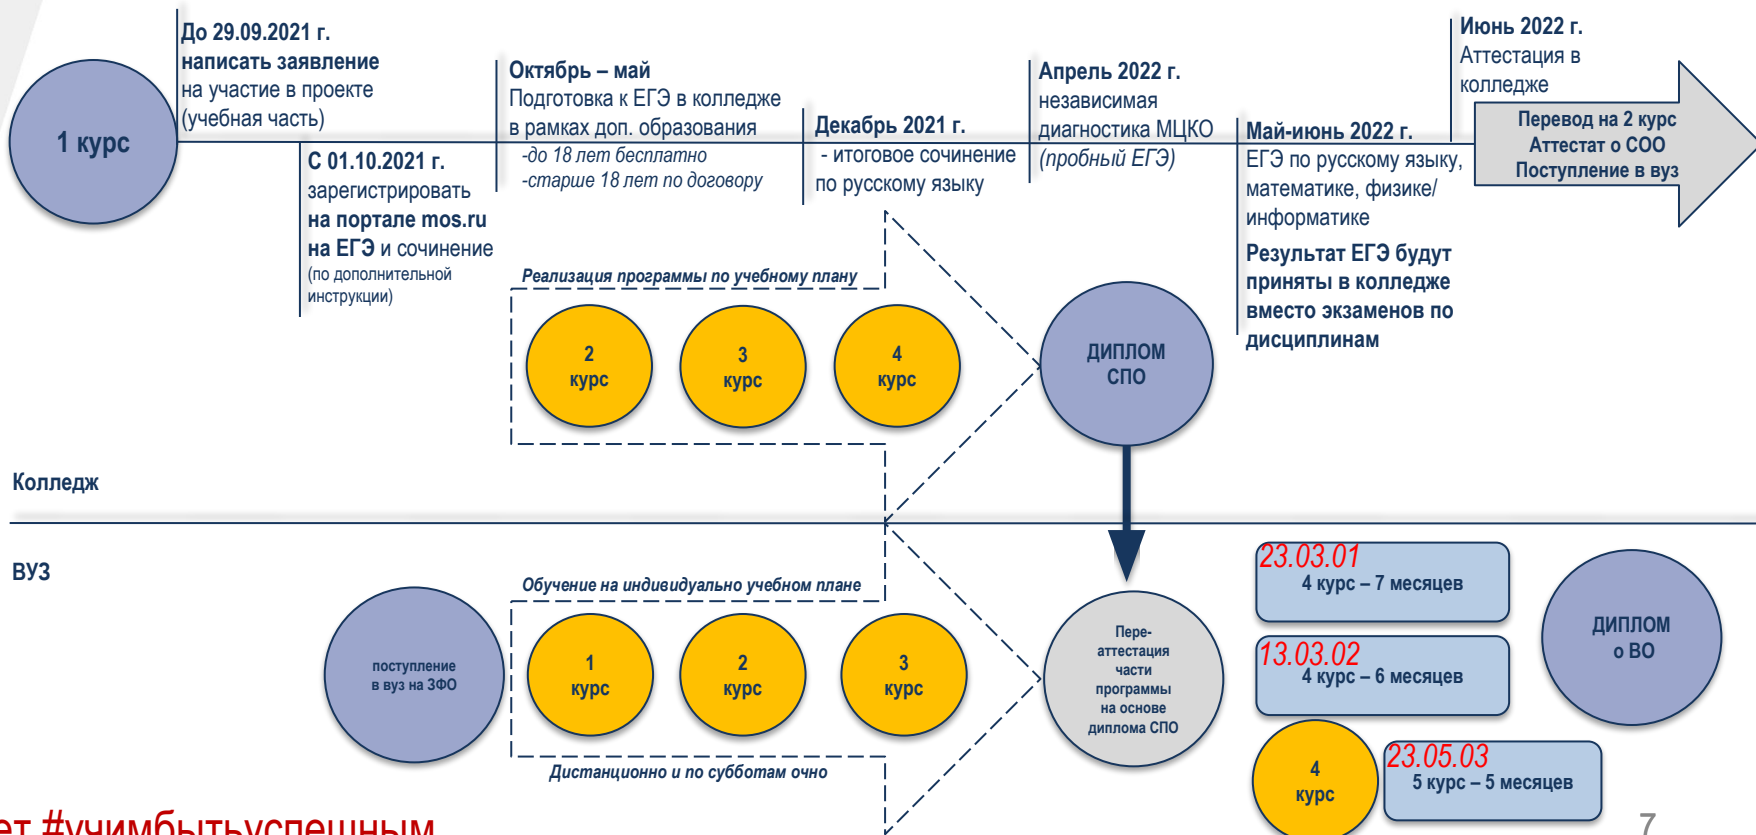 1 курс
До 29.09.2021 г.
написать заявление
на участие в проекте
(учебная часть)
С 01.10.2021 г.
зарегистрировать
на портале mos.ru
на ЕГЭ и сочинение
(по дополнительной
инструкции)
Октябрь – май
Подготовка к ЕГЭ в колледже
в рамках доп. образования
-до 18 лет бесплатно
-старше 18 лет по договору
Декабрь 2021 г.
- итоговое сочинение
по русскому языку
Апрель 2022 г.
независимая
диагностика МЦКО
(пробный ЕГЭ)
Май-июнь 2022 г.
ЕГЭ по русскому языку,
математике, физике/
информатике
Результат ЕГЭ будут
приняты в колледже
вместо экзаменов по
дисциплинам
Июнь 2022 г.
Аттестация в
колледже
Перевод на 2 курс
Аттестат о СОО
Поступление в вуз
Реализация программы по учебному плану
2
курс
3
курс
4
курс
ДИПЛОМ
СПО
Колледж
ВУЗ
поступление
в вуз на ЗФО
Обучение на индивидуально учебном плане
1
курс
2
курс
3
курс
Дистанционно и по субботам очно
Пере-
аттестация
части
программы
на основе
диплома СПО
23.03.01
4 курс – 7 месяцев
13.03.02
4 курс – 6 месяцев
4
курс
23.05.03
5 курс – 5 месяцев
ДИПЛОМ
о ВО
#учимбытьуспешным
7